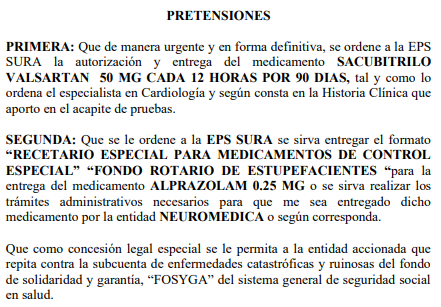 PRETENSIONES
PRIMERA: Que de manera urgente y en forma definitiva, se ordene a la EPS
SURA la autorización y entrega del medicamento SACUBITRILO
VALSARTAN 50 MG CADA 12 HORAS POR 90 DIAS, tal y como lo
ordena el especialista en Cardiología y según consta en la Historia Clínica que
aporto en el acapite de pruebas.
SEGUNDA: Que se le ordene a la EPS SURA se sirva entregar el formato
“RECETARIO ESPECIAL PARA MEDICAMENTOS DE CONTROL
ESPECIAL” “FONDO ROTARIO DE ESTUPEFACIENTES “para la
entrega del medicamento ALPRAZOLAM 0.25 MG o se sirva realizar los
trámites administrativos necesarios para que me sea entregado dicho
medicamento por la entidad NEUROMEDICA o según corresponda.
Que como concesión legal especial se le permita a la entidad accionada que
repita contra la subcuenta de enfermedades catastróficas y ruinosas del fondo
de solidaridad y garantía, “FOSYGA” del sistema general de seguridad social
en salud.